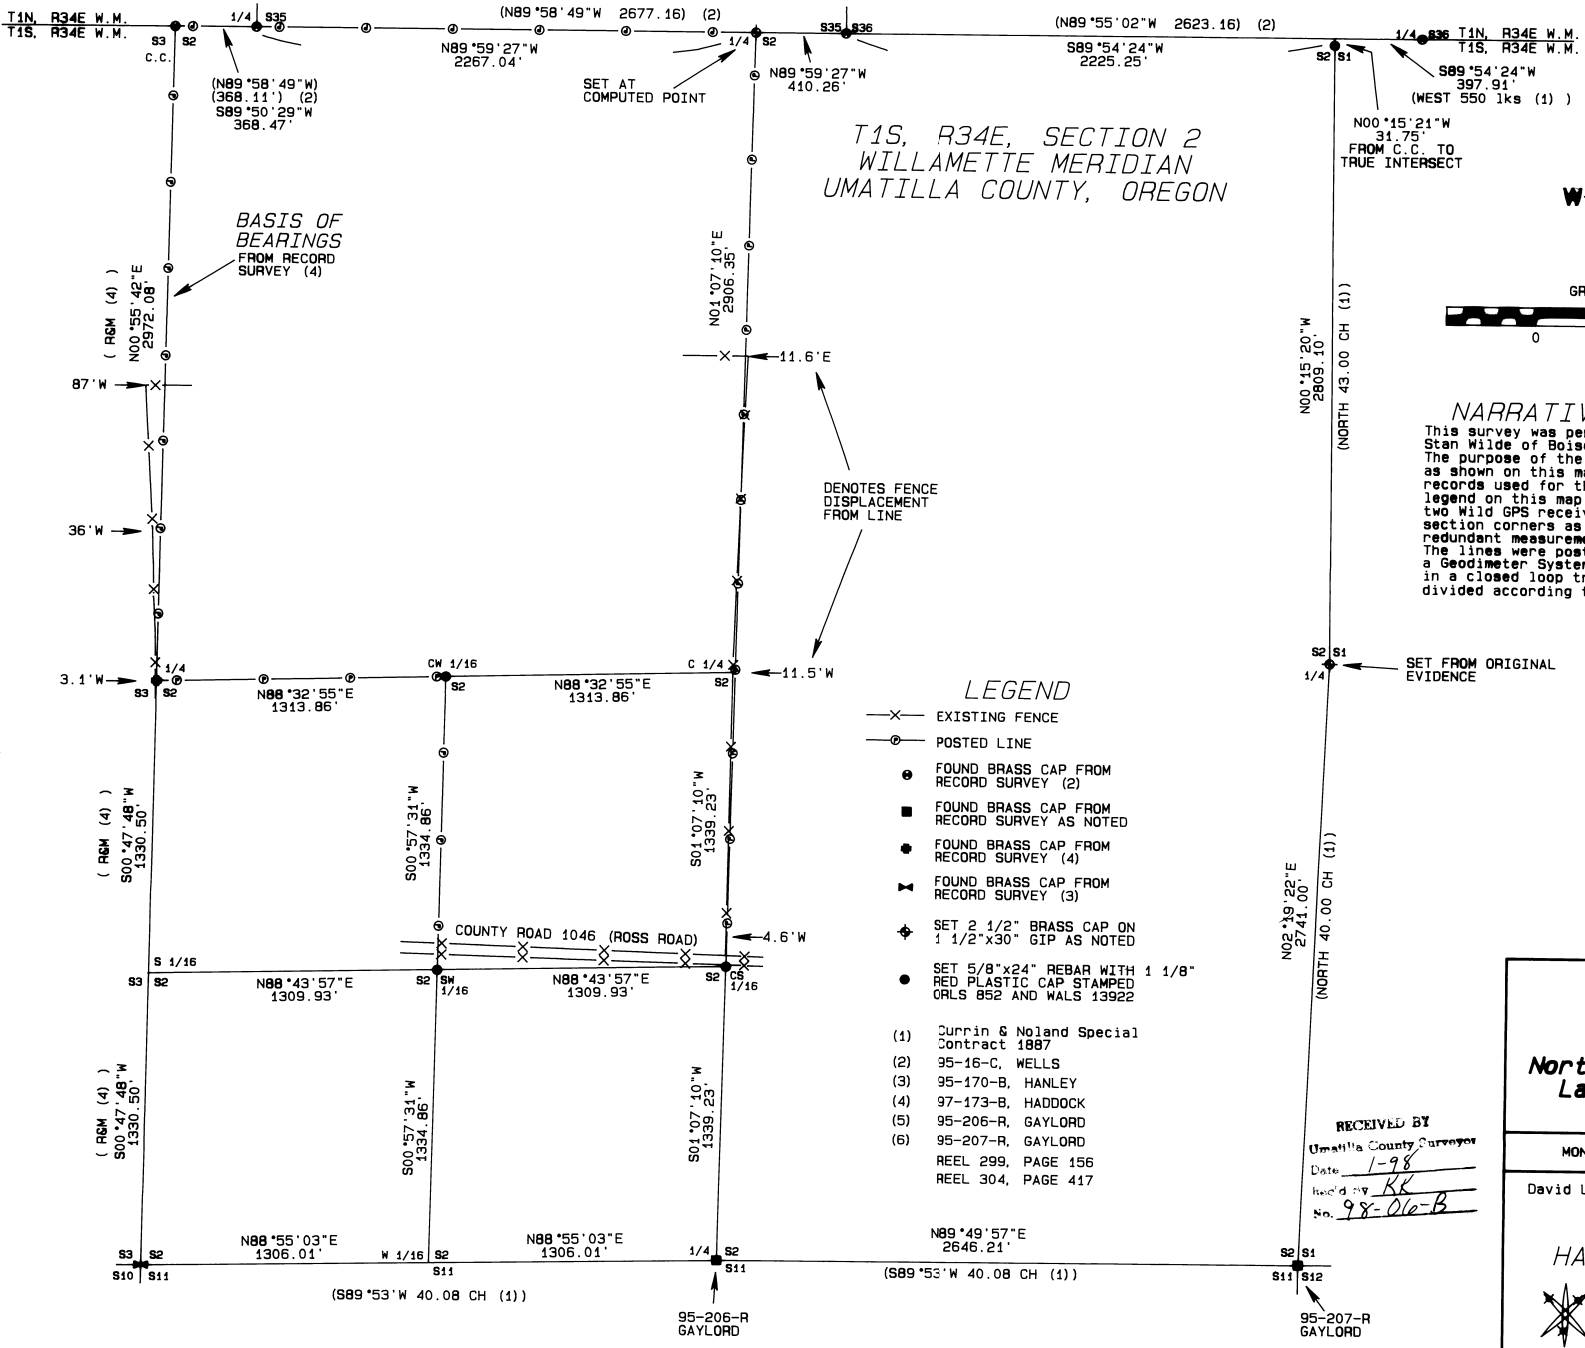 T1N, R34E W.M.
T1S, R34E W.M.
1/4 S35
(N89°58'49"W 2677.16) (2)
S35 S36
(N89°55'02"W 2623.16) (2)
1/4 S36 T1N, R34E W.M.
T1S, R34E W.M.
S3 S2
C.C.
N89°59'27"W
2267.04'
1/4 S2
S89°54'24"W
2225.25'
S2 S1
(N89°58'49"W)
(368.11') (2)
S89°50'29"W
368.47'
SET AT
COMPUTED POINT
N89°59'27"W
410.26'
S89°54'24"W
397.91'
(WEST 550 lks (1) )
N00°15'21"W
31.75'
FROM C.C. TO
TRUE INTERSECT
T1S, R34E, SECTION 2
WILLAMETTE MERIDIAN
UMATILLA COUNTY, OREGON
W
BASIS OF
BEARINGS
FROM RECORD
SURVEY (4)
( R&M (4) )
N00°55'42"E
2972.08'
N01°07'10"E
2906.35'
N00°15'20"W
2809.10'
(NORTH 43.00 CH (1))
GR
0
87'W
11.6'E
36'W
DENOTES FENCE
DISPLACEMENT
FROM LINE
NARRATIV
This survey was per
Stan Wilde of Boise
The purpose of the
as shown on this ma
records used for th
legend on this map
two Wild GPS receiv
section corners as
redundant measureme
The lines were post
a Geodimeter System
in a closed loop tr
divided according t
3.1'W
1/4
S3 S2
N88°32'55"E
1313.86'
CW 1/16
S2
N88°32'55"E
1313.86'
C 1/4
S2
11.5'W
S2 S1
1/4
SET FROM ORIGINAL
EVIDENCE
LEGEND
EXISTING FENCE
POSTED LINE
FOUND BRASS CAP FROM
RECORD SURVEY (2)
FOUND BRASS CAP FROM
RECORD SURVEY AS NOTED
FOUND BRASS CAP FROM
RECORD SURVEY (4)
FOUND BRASS CAP FROM
RECORD SURVEY (3)
SET 2 1/2" BRASS CAP ON
1 1/2"x30" GIP AS NOTED
SET 5/8"x24" REBAR WITH 1 1/8"
RED PLASTIC CAP STAMPED
ORLS 852 AND WALS 13922
(1) Currin & Noland Special
Contract 1887
(2) 95-16-C, WELLS
(3) 95-170-B, HANLEY
(4) 97-173-B, HADDOCK
(5) 95-206-R, GAYLORD
(6) 95-207-R, GAYLORD
REEL 299, PAGE 156
REEL 304, PAGE 417
( R&M (4) )
S00°47'48"W
1330.50'
S00°57'31"W
1334.86'
S01°07'10"W
1339.23'
N02°19'22"E
2741.00'
(NORTH 40.00 CH (1))
COUNTY ROAD 1046 (ROSS ROAD)
4.6'W
S 1/16
S3 S2
N88°43'57"E
1309.93'
S2 SW
1/16
N88°43'57"E
1309.93'
S2 CS
1/16
( R&M (4) )
S00°47'48"W
1330.50'
S00°57'31"W
1334.86'
S01°07'10"W
1339.23'
Nort
La
RECEIVED BY
Umatilla County Surveyor
Date 1-98
Rec'd by KK
No. 98-06-B
MON
David L
HA
S3 S2
S10 S11
N88°55'03"E
1306.01'
W 1/16 S2
S11
N88°55'03"E
1306.01'
1/4 S2
S11
N89°49'57"E
2646.21'
S2 S1
S11 S12
(S89°53'W 40.08 CH (1))
(S89°53'W 40.08 CH (1))
95-206-R
GAYLORD
95-207-R
GAYLORD